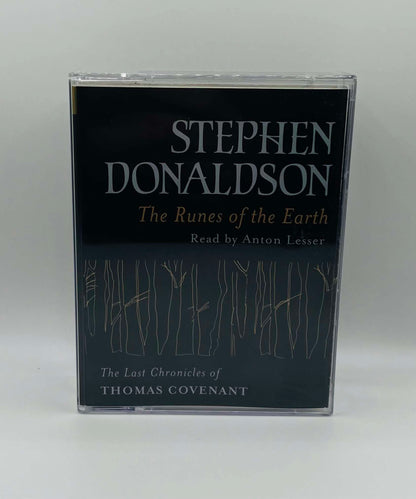 STEPHEN
DONALDSON
The Runes of the Earth
Read by Anton Lesser
The Last Chronicles of
THOMAS COVENANT